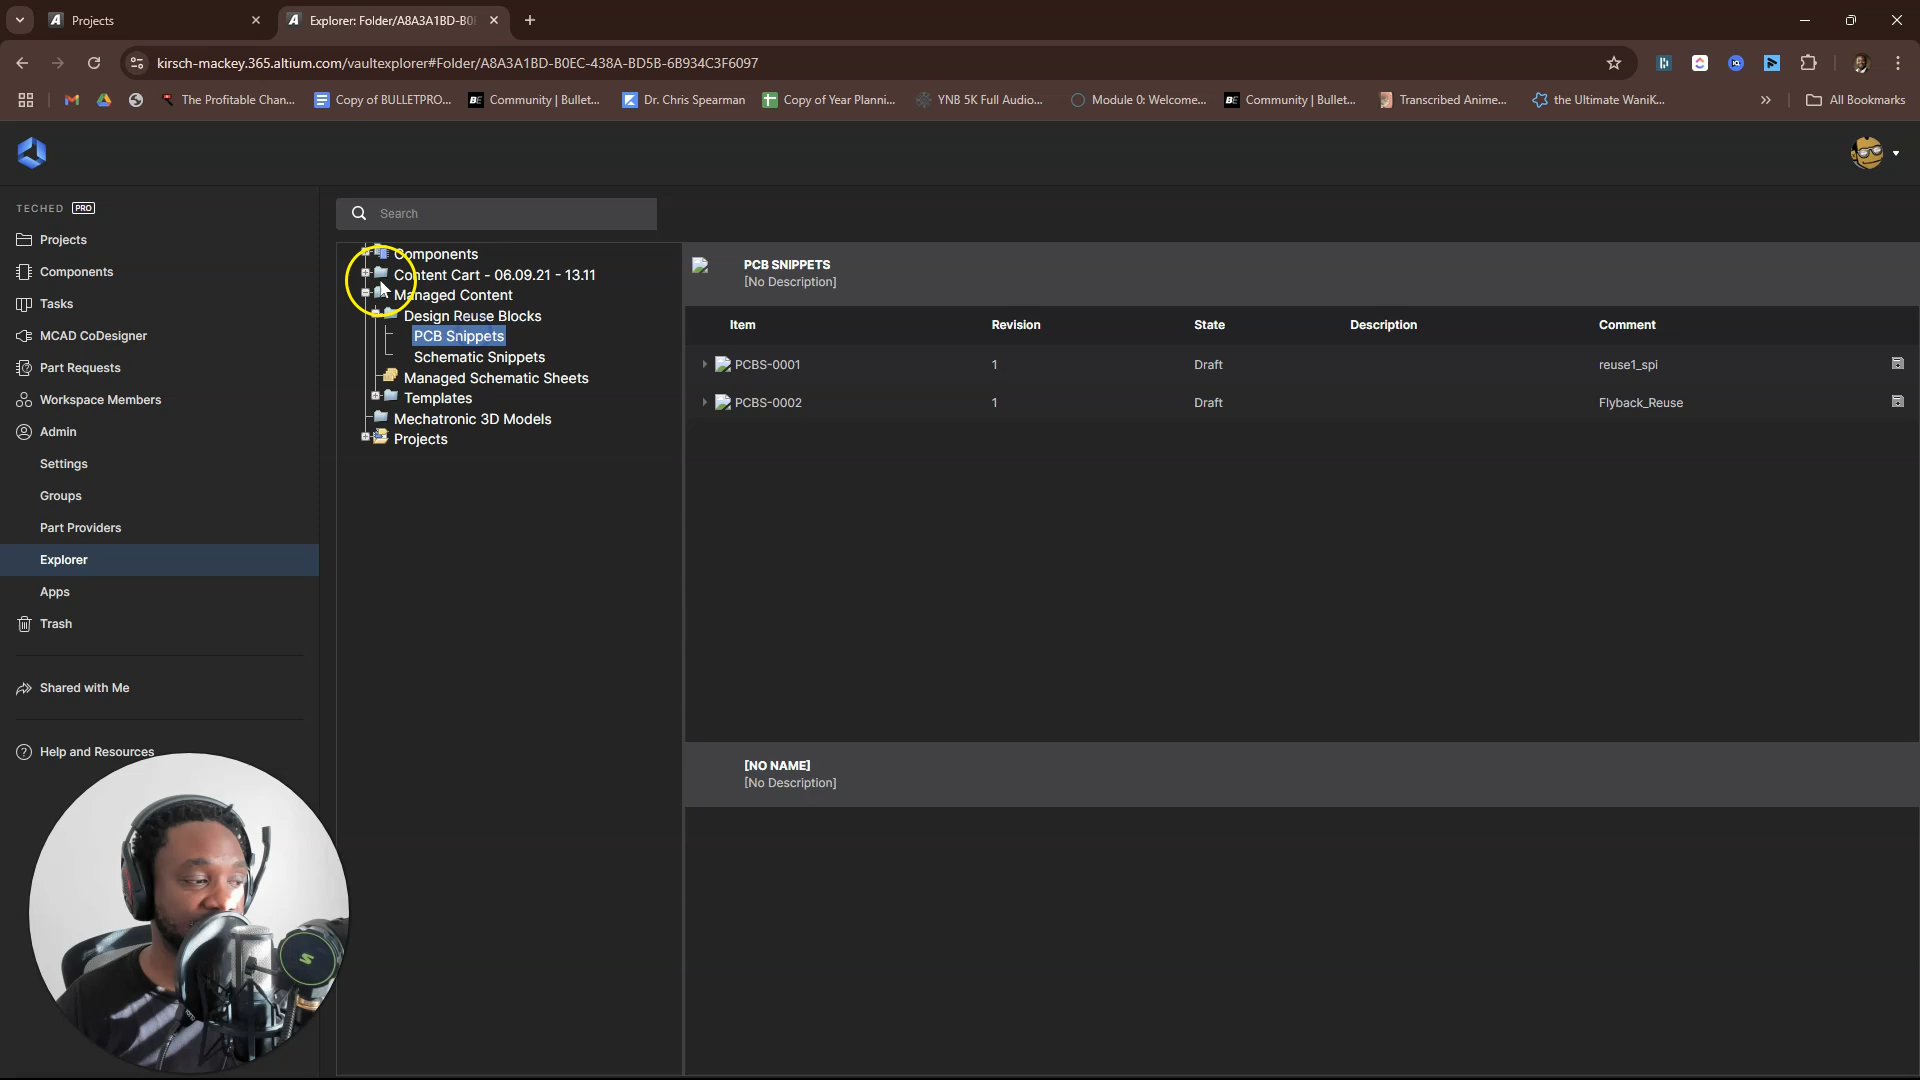 Projects
Explorer: Folder/A8A3A1BD-B0E
kirsch-mackey.365.altium.com/vaultexplorer#Folder/A8A3A1BD-B0EC-438A-BD5B-6B934C3F6097
The Profitable Chan...
Copy of BULLETPRO...
Community | Bullet...
Dr. Chris Spearman
Copy of Year Planni...
YNB 5K Full Audio...
Module 0: Welcome...
Community | Bullet...
Transcribed Anime...
the Ultimate WaniK...
All Bookmarks
TECHED PRO
Projects
Components
Tasks
MCAD CoDesigner
Part Requests
Workspace Members
Admin
Settings
Groups
Part Providers
Explorer
Apps
Trash
Shared with Me
Help and Resources
Search
Components
Content Cart - 06.09.21 - 13.11
Managed Content
Design Reuse Blocks
PCB Snippets
Schematic Snippets
Managed Schematic Sheets
Templates
Mechatronic 3D Models
Projects
PCB SNIPPETS
[No Description]
Item Revision State Description Comment
PCBS-0001 1 Draft reuse1_spi
PCBS-0002 1 Draft Flyback_Reuse
[NO NAME]
[No Description]